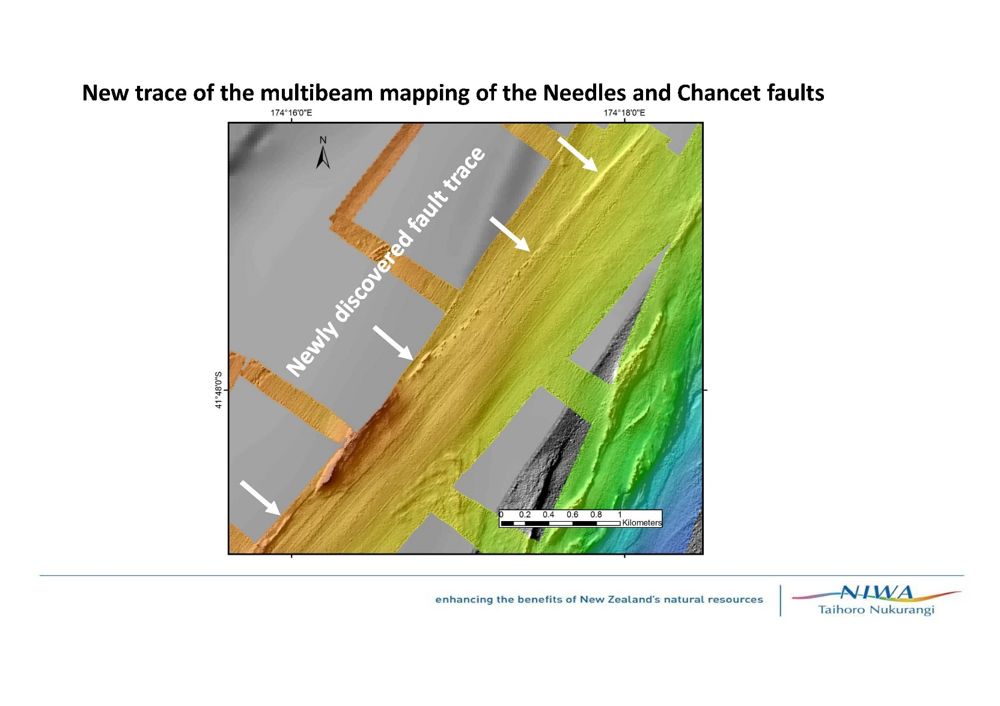 New trace of the multibeam mapping of the Needles and Chancet faults
174°16'0"E
174°18'0"E
N
Newly discovered fault trace
41°48'0"S
0 0.2 0.4 0.6 0.8 1
Kilometers
enhancing the benefits of New Zealand's natural resources
NIWA
Taihoro Nukurangi